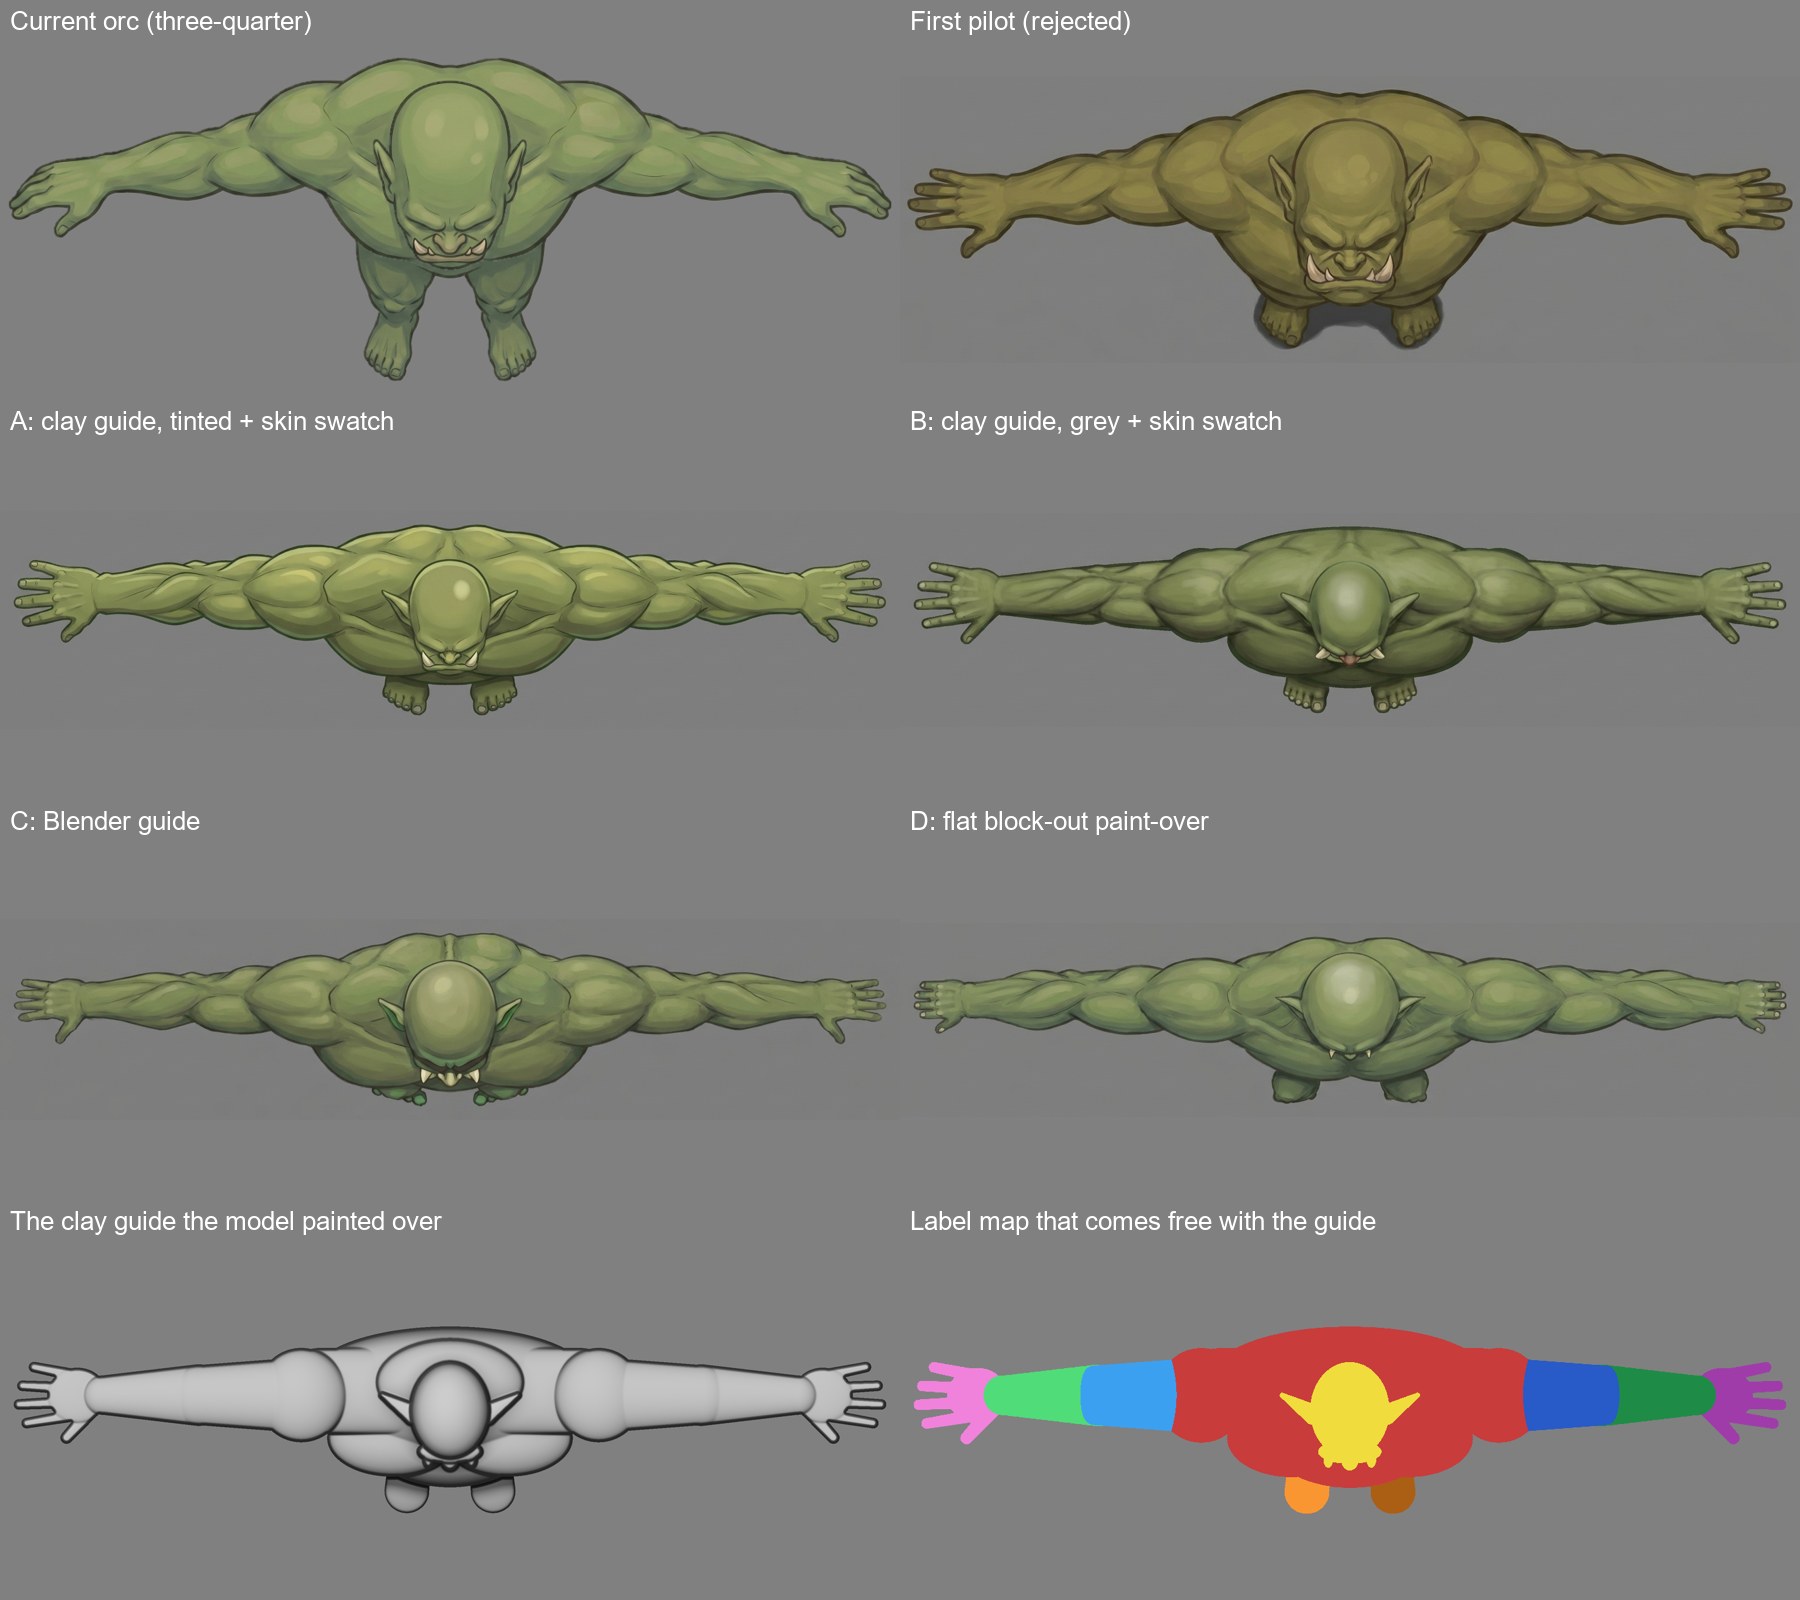 Current orc (three-quarter)
First pilot (rejected)
A: clay guide, tinted + skin swatch
B: clay guide, grey + skin swatch
C: Blender guide
D: flat block-out paint-over
The clay guide the model painted over
Label map that comes free with the guide